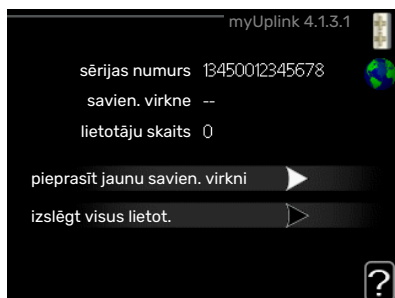 myUplink 4.1.3.1
sērijas numurs 13450012345678
savien. virkne --
lietotāju skaits 0
pieprasīt jaunu savien. virkni
izslēgt visus lietot.
?